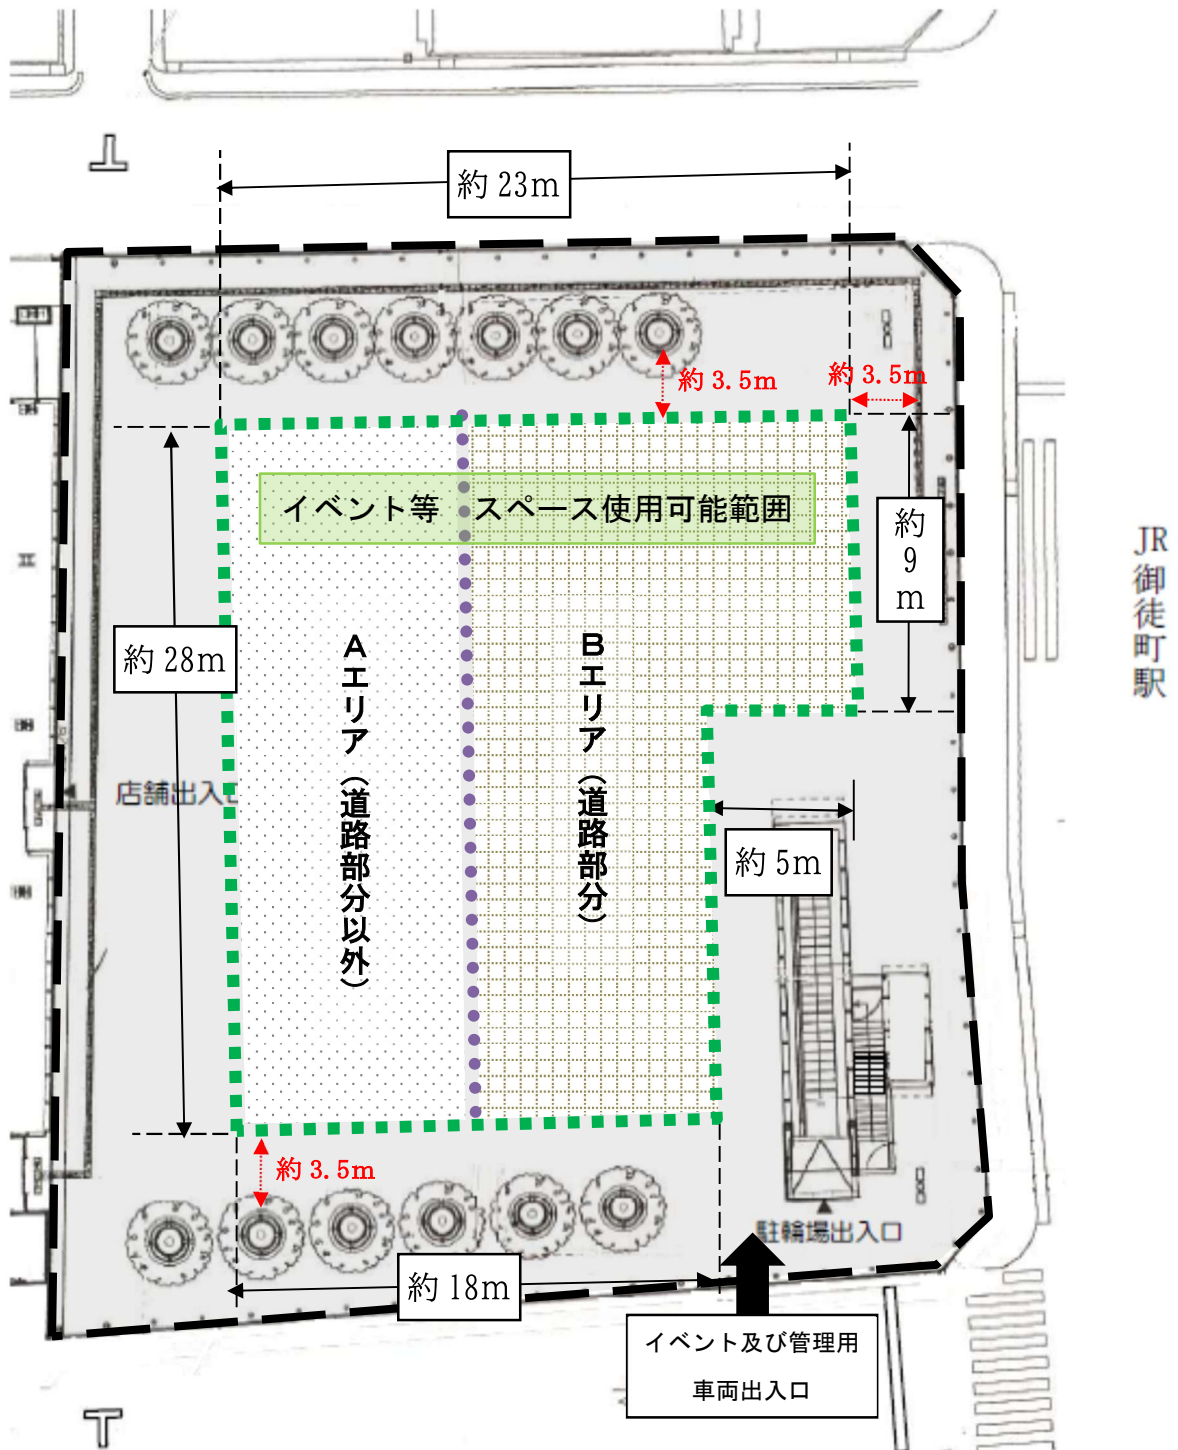 約 23m
約 3.5m
約 3.5m
イベント等 スペース使用可能範囲
約9m
JR御徒町駅
約 28m
Aエリア（道路部分以外）
Bエリア（道路部分）
店舗出入口
約 5m
約 3.5m
駐輪場出入口
約 18m
イベント及び管理用
車両出入口